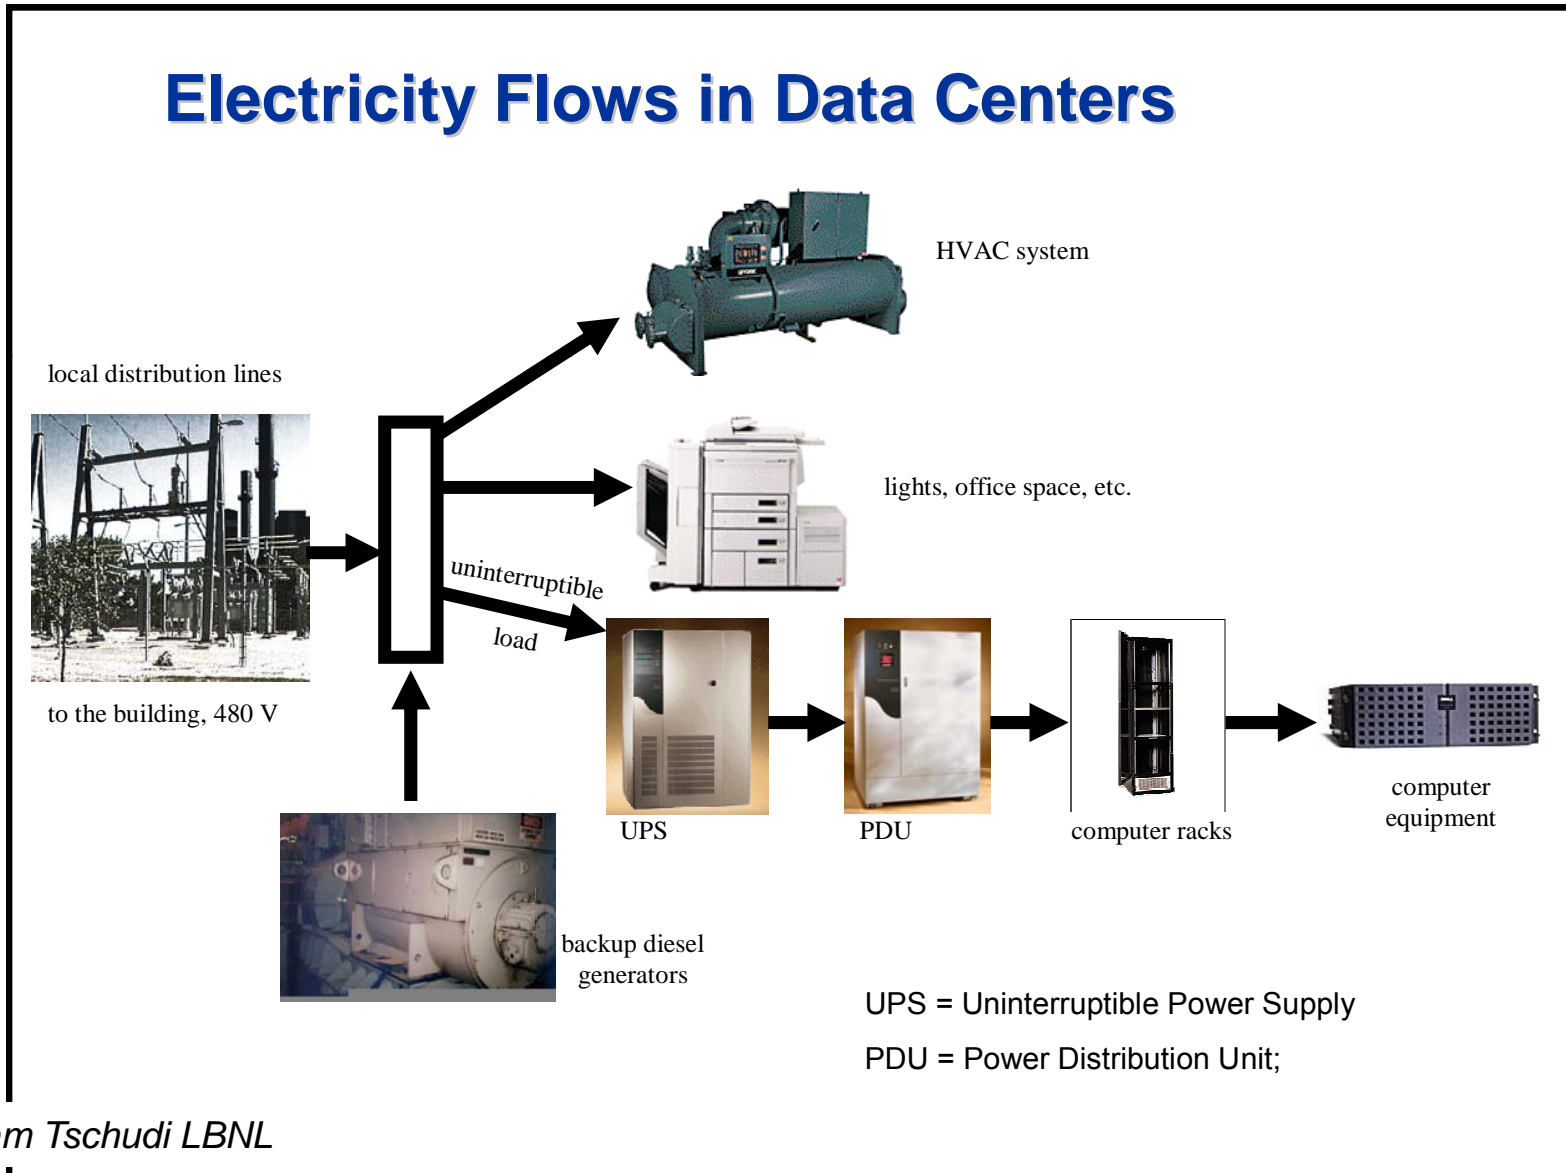 Electricity Flows in Data Centers
HVAC system
local distribution lines
lights, office space, etc.
uninterruptible
load
to the building, 480 V
UPS
PDU
computer racks
computer
equipment
backup diesel
generators
UPS = Uninterruptible Power Supply
PDU = Power Distribution Unit;
Tschudi LBNL